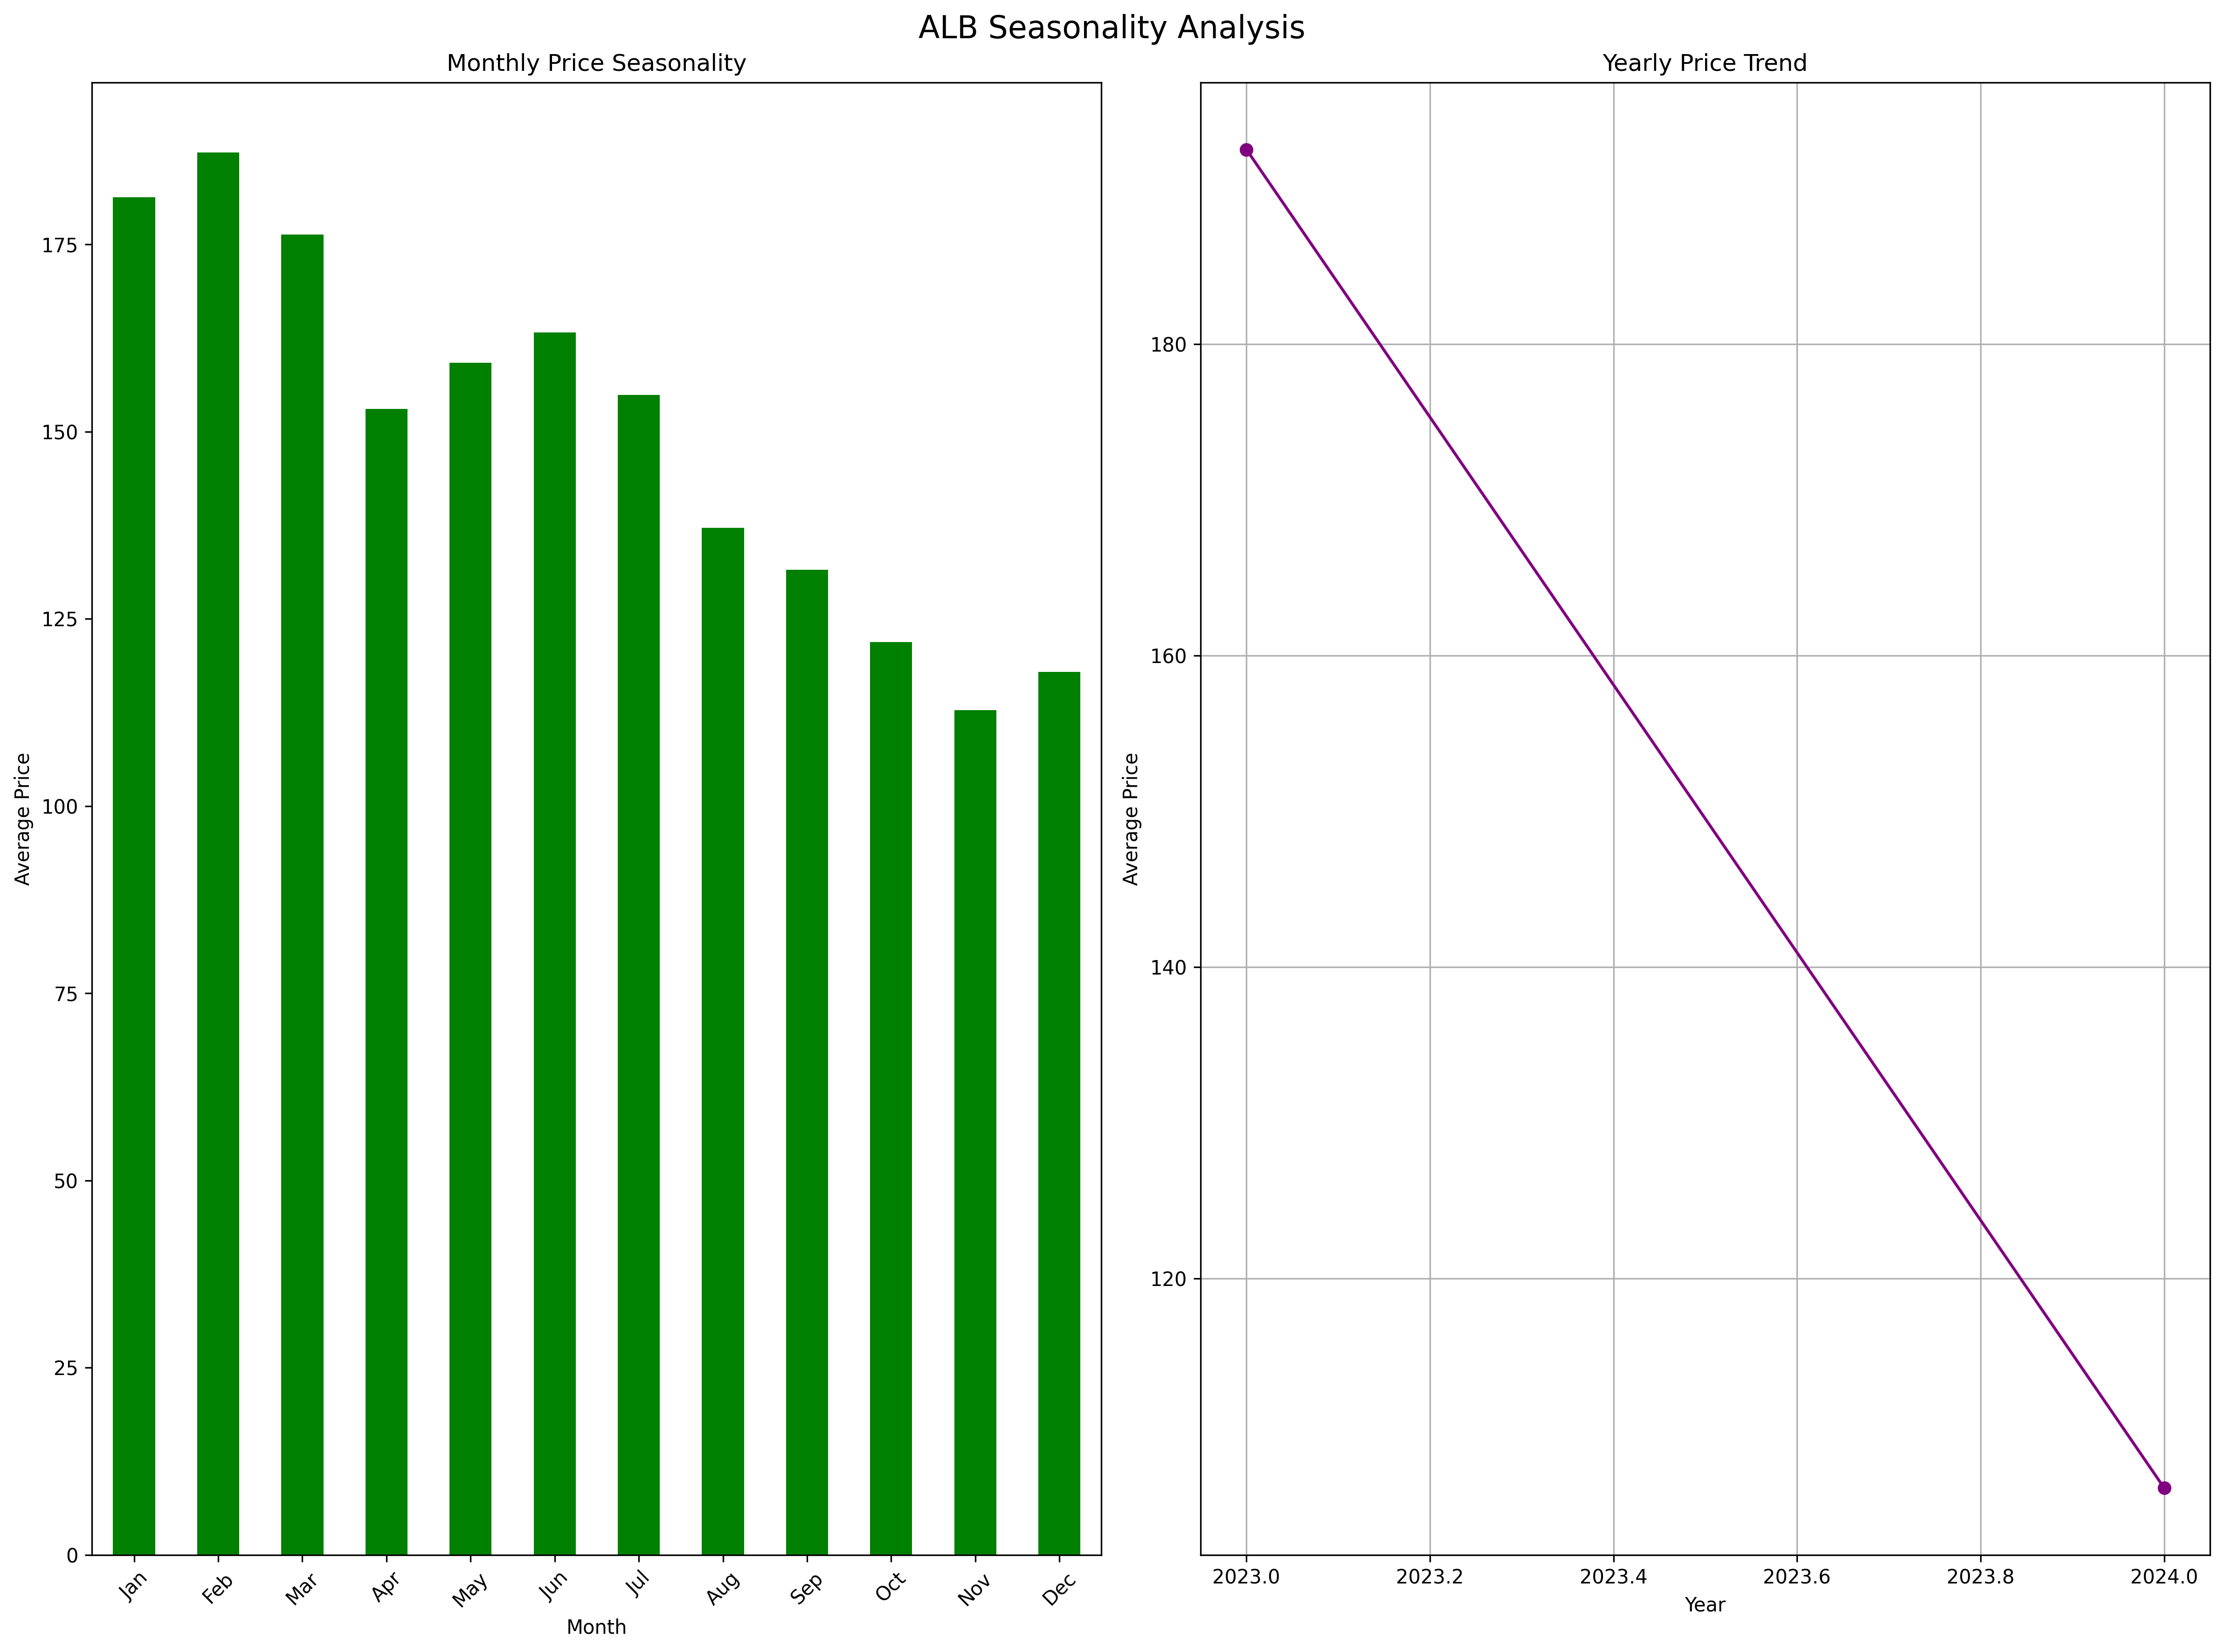 ALB Seasonality Analysis
Monthly Price Seasonality
Average Price
175
150
125
100
75
50
25
0
Jan Feb Mar Apr May Jun Jul Aug Sep Oct Nov Dec
Month
Yearly Price Trend
Average Price
180
160
140
120
2023.0 2023.2 2023.4 2023.6 2023.8 2024.0
Year